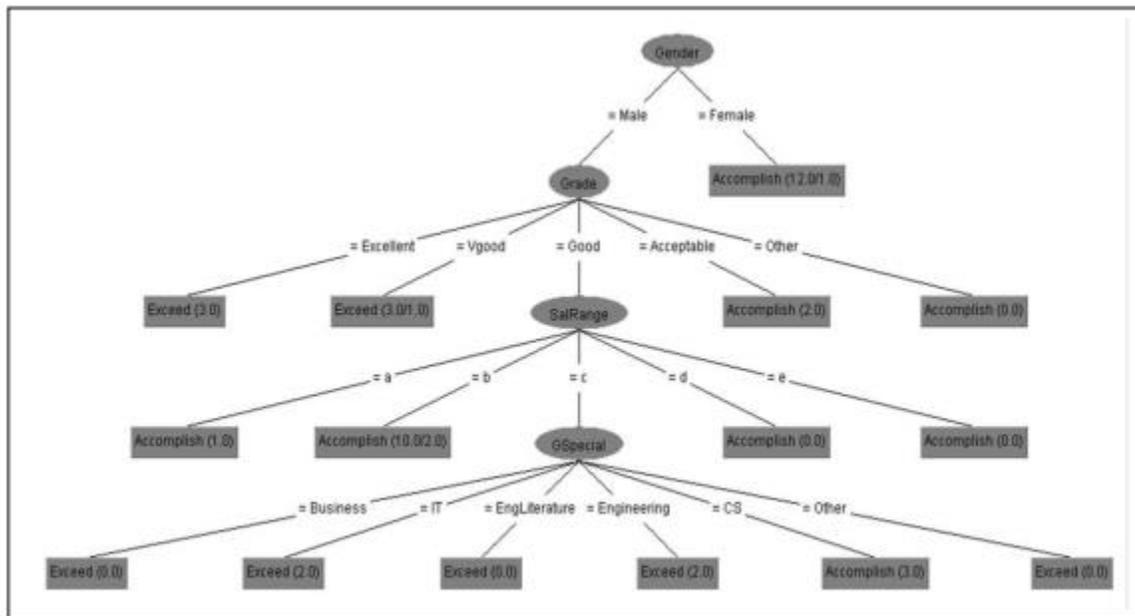 Gender
= Male = Female
Grade Accomplish (12.0/1.0)
= Excellent = Vgood = Good = Acceptable = Other
Exceed (3.0) Exceed (3.0/1.0) SalRange Accomplish (2.0) Accomplish (0.0)
= a = b = c = d = e
Accomplish (1.0) Accomplish (10.0/2.0) GSpecial Accomplish (0.0) Accomplish (0.0)
= Business = IT = EngLiterature = Engineering = CS = Other
Exceed (0.0) Exceed (2.0) Exceed (0.0) Exceed (2.0) Accomplish (3.0) Exceed (0.0)